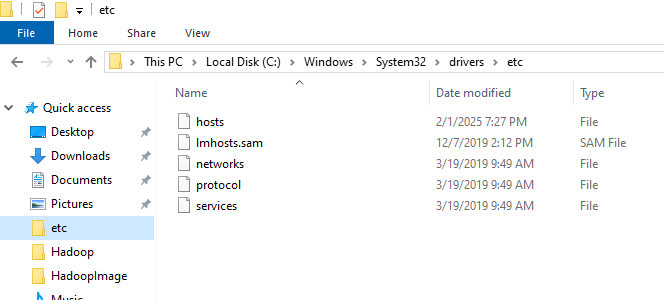 etc
File Home Share View
This PC Local Disk (C:) Windows System32 drivers etc
Name Date modified Type
Quick access
Desktop
Downloads
Documents
Pictures
etc
Hadoop
HadoopImage
Music
hosts 2/1/2025 7:27 PM File
lmhosts.sam 12/7/2019 2:12 PM SAM File
networks 3/19/2019 9:49 AM File
protocol 3/19/2019 9:49 AM File
services 3/19/2019 9:49 AM File